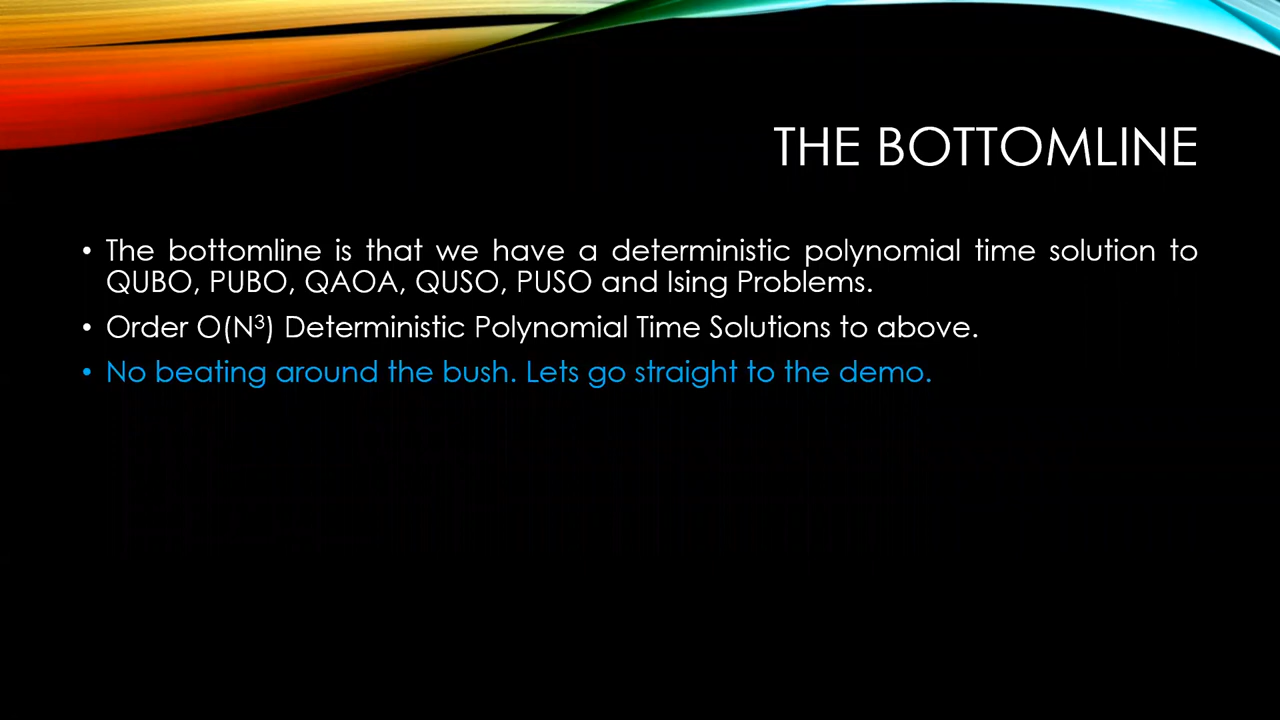 THE BOTTOMLINE
• The bottomline is that we have a deterministic polynomial time solution to
QUBO, PUBO, QAOA, QUSO, PUSO and Ising Problems.
• Order O(N³) Deterministic Polynomial Time Solutions to above.
• No beating around the bush. Lets go straight to the demo.